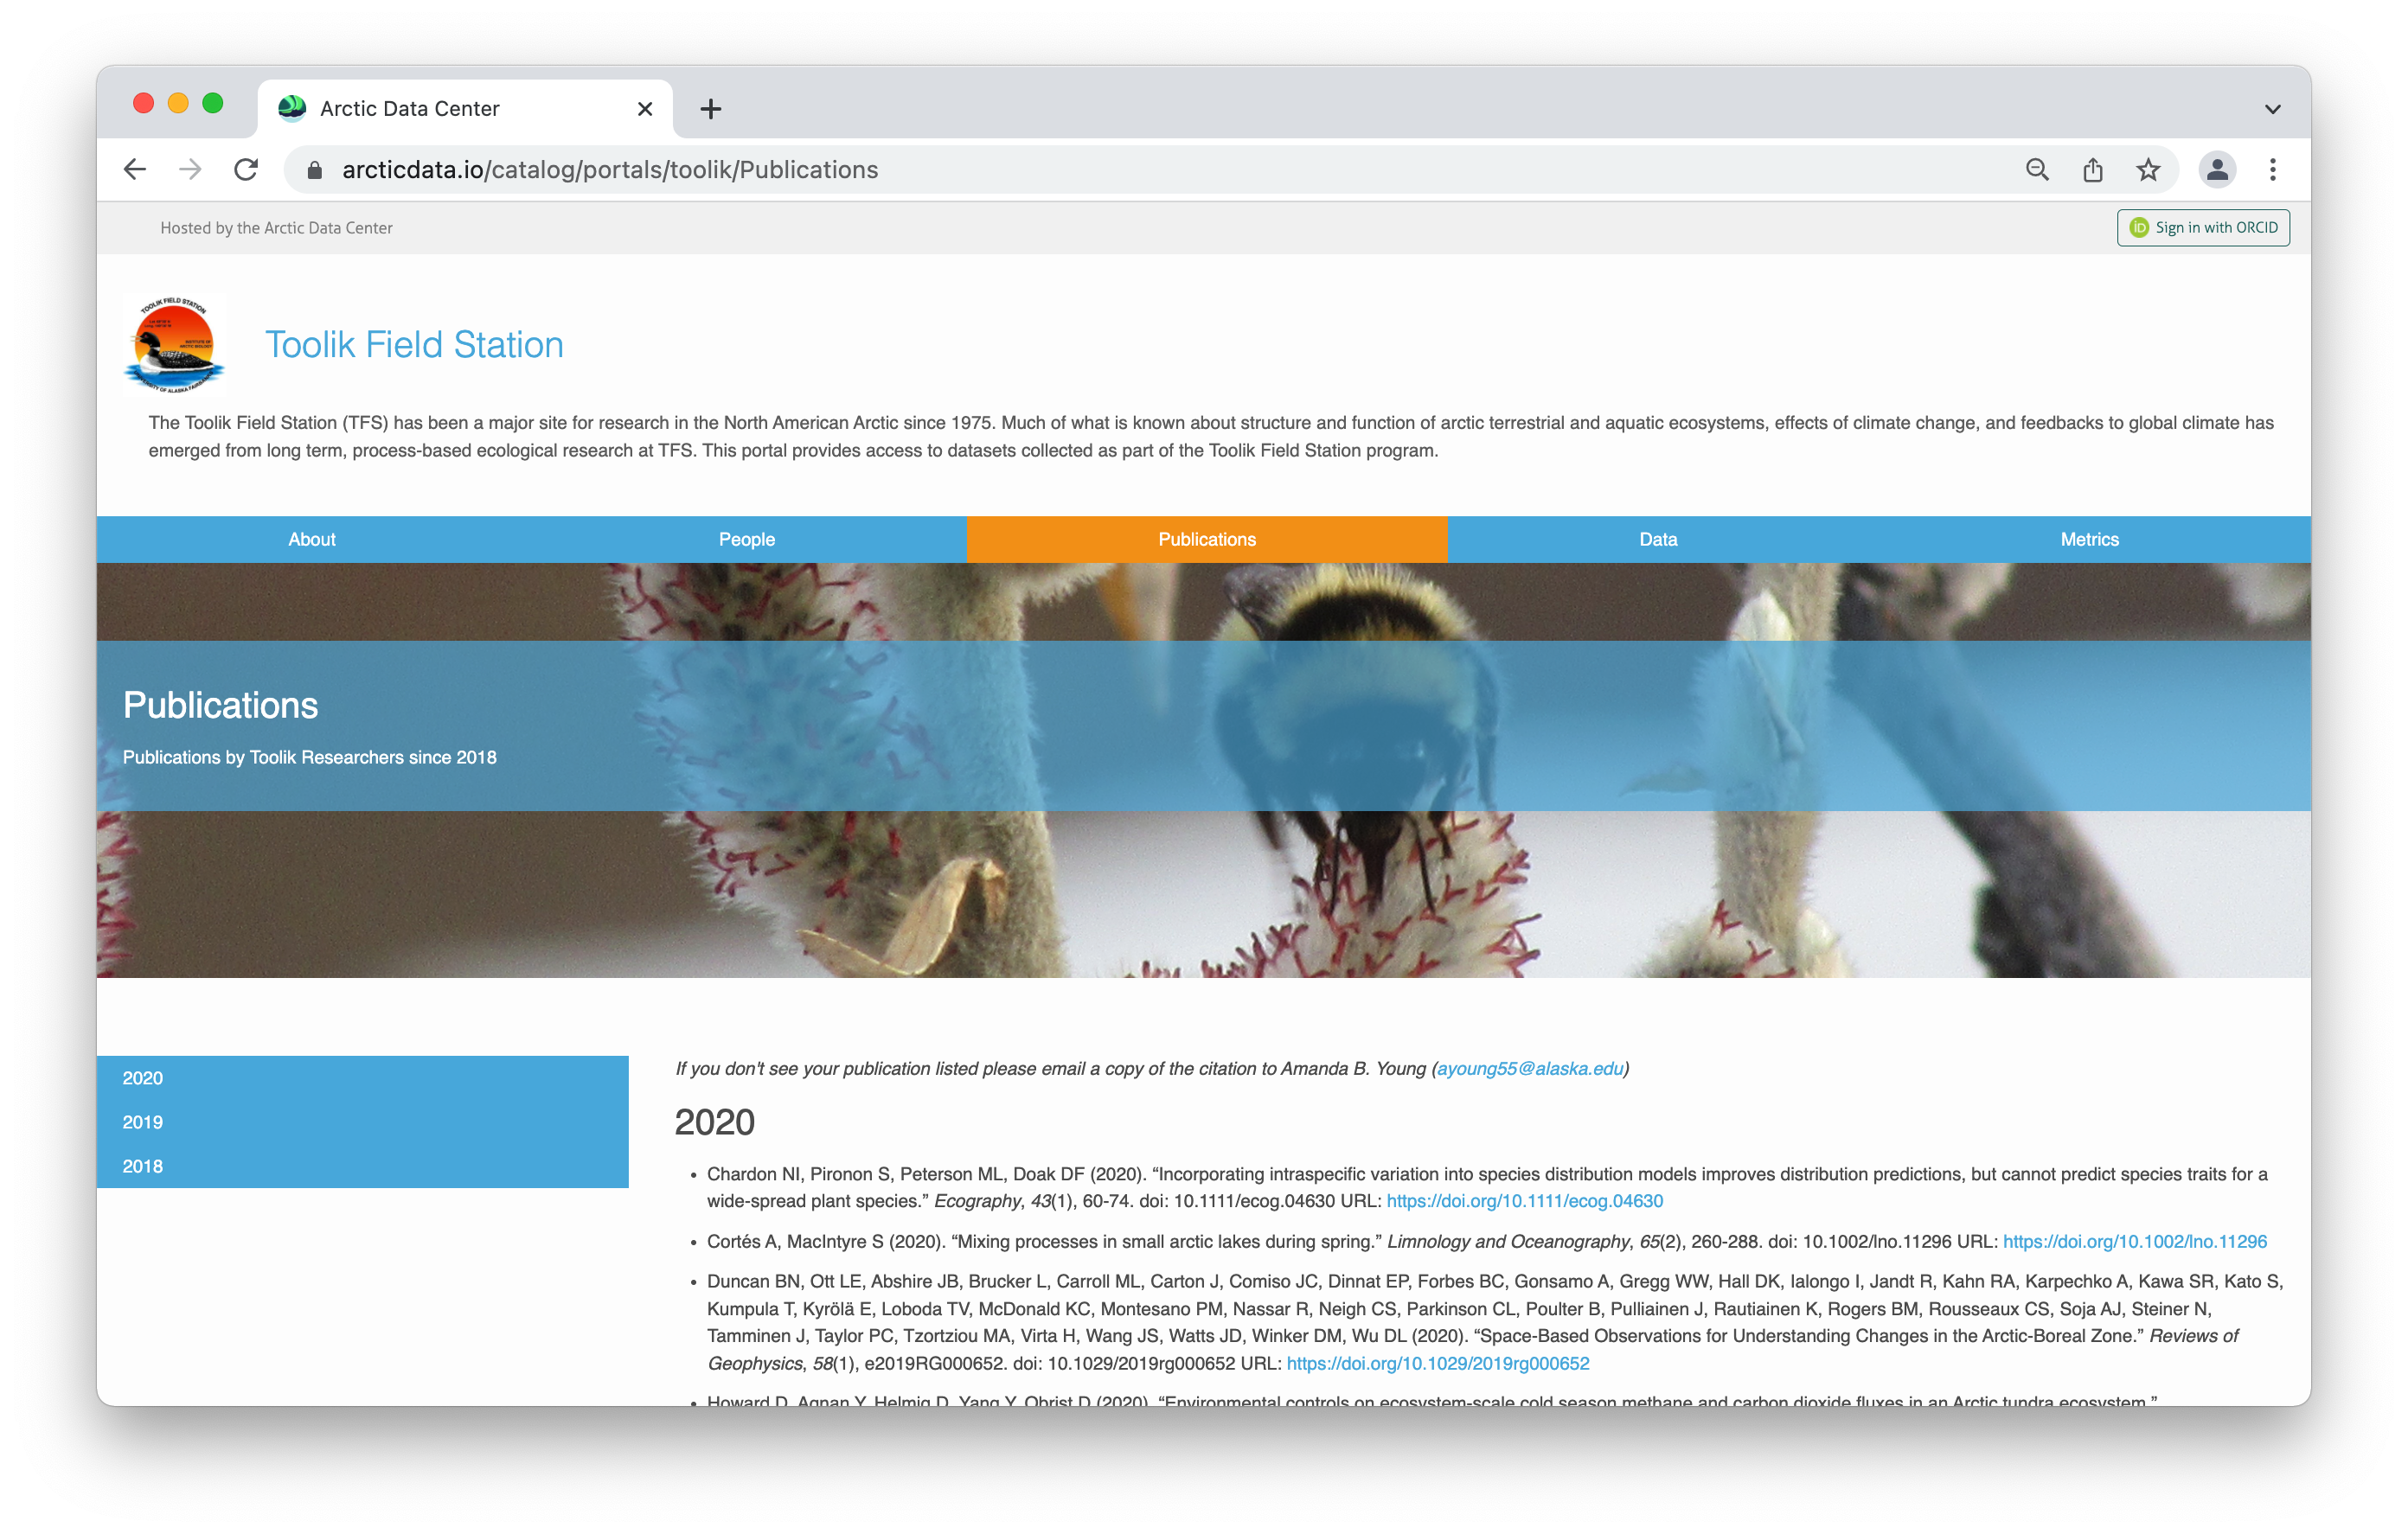 Arctic Data Center
arcticdata.io/catalog/portals/toolik/Publications
Hosted by the Arctic Data Center
iD Sign in with ORCID
TOOLIK FIELD STATION
INSTITUTE OF
ARCTIC BIOLOGY
UNIVERSITY OF ALASKA FAIRBANKS
Toolik Field Station
The Toolik Field Station (TFS) has been a major site for research in the North American Arctic since 1975. Much of what is known about structure and function of arctic terrestrial and aquatic ecosystems, effects of climate change, and feedbacks to global climate has
emerged from long term, process-based ecological research at TFS. This portal provides access to datasets collected as part of the Toolik Field Station program.
About People Publications Data Metrics
Publications
Publications by Toolik Researchers since 2018
2020
2019
2018
If you don't see your publication listed please email a copy of the citation to Amanda B. Young (ayoung55@alaska.edu)
2020
• Chardon NI, Pironon S, Peterson ML, Doak DF (2020). “Incorporating intraspecific variation into species distribution models improves distribution predictions, but cannot predict species traits for a
wide-spread plant species.” Ecography, 43(1), 60-74. doi: 10.1111/ecog.04630 URL: https://doi.org/10.1111/ecog.04630
• Cortés A, MacIntyre S (2020). “Mixing processes in small arctic lakes during spring.” Limnology and Oceanography, 65(2), 260-288. doi: 10.1002/lno.11296 URL: https://doi.org/10.1002/lno.11296
• Duncan BN, Ott LE, Abshire JB, Brucker L, Carroll ML, Carton J, Comiso JC, Dinnat EP, Forbes BC, Gonsamo A, Gregg WW, Hall DK, Ialongo I, Jandt R, Kahn RA, Karpechko A, Kawa SR, Kato S,
Kumpula T, Kyrölä E, Loboda TV, McDonald KC, Montesano PM, Nassar R, Neigh CS, Parkinson CL, Poulter B, Pulliainen J, Rautiainen K, Rogers BM, Rousseaux CS, Soja AJ, Steiner N,
Tamminen J, Taylor PC, Tzortziou MA, Virta H, Wang JS, Watts JD, Winker DM, Wu DL (2020). “Space-Based Observations for Understanding Changes in the Arctic-Boreal Zone.” Reviews of
Geophysics, 58(1), e2019RG000652. doi: 10.1029/2019rg000652 URL: https://doi.org/10.1029/2019rg000652
• Howard D, Agnan Y, Helmig D, Yang Y, Obrist D (2020). “Environmental controls on ecosystem-scale cold season methane and carbon dioxide fluxes in an Arctic tundra ecosystem.”